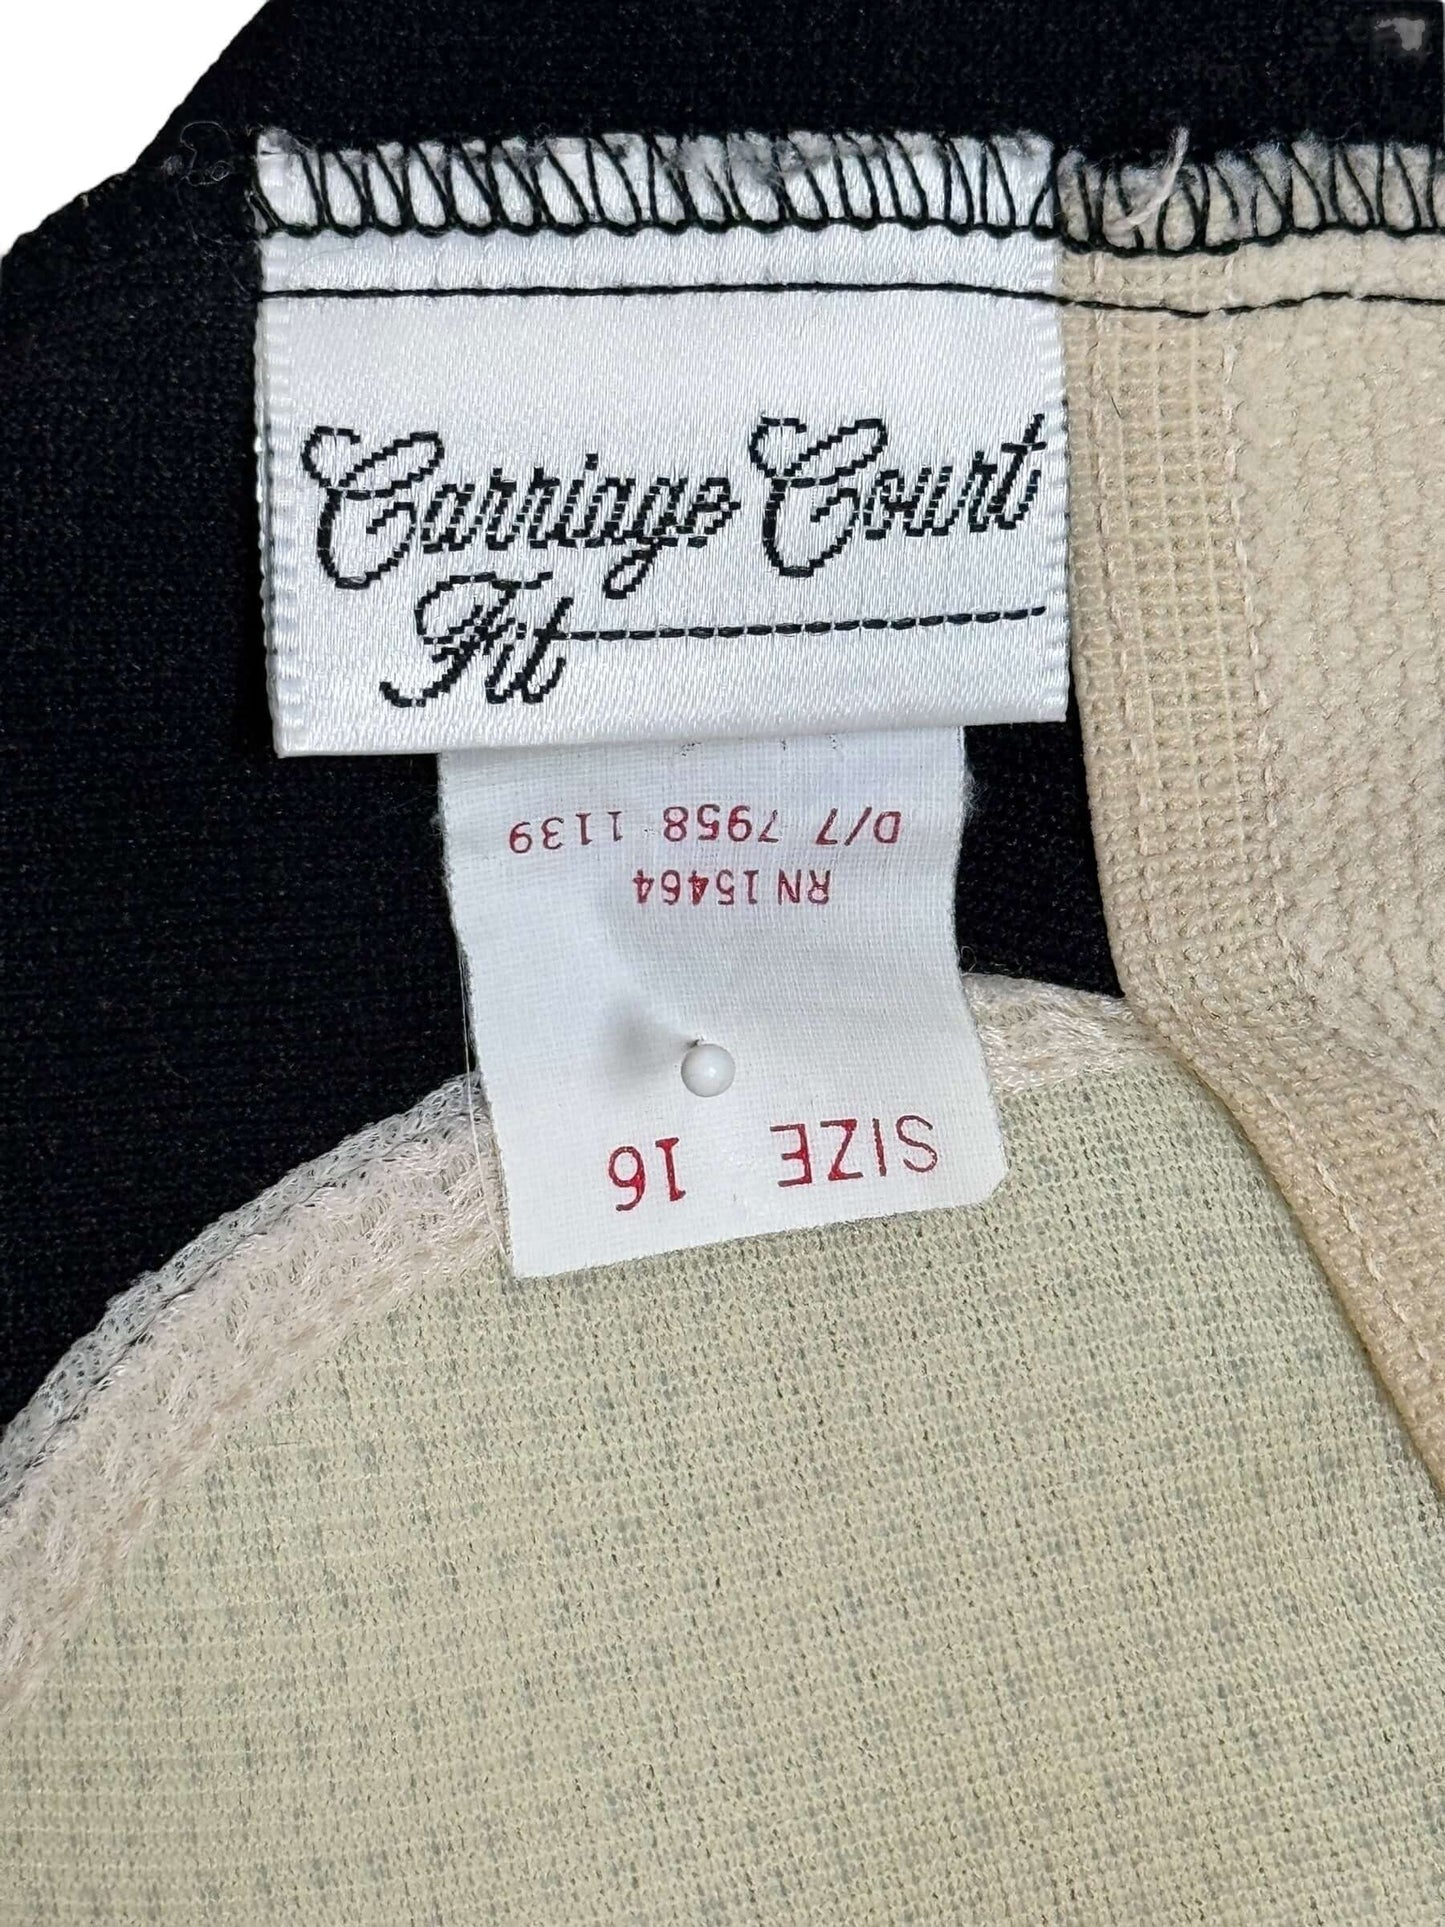 Carriage Court
Fit
D/7 7958 1139
RN 15464
SIZE 16